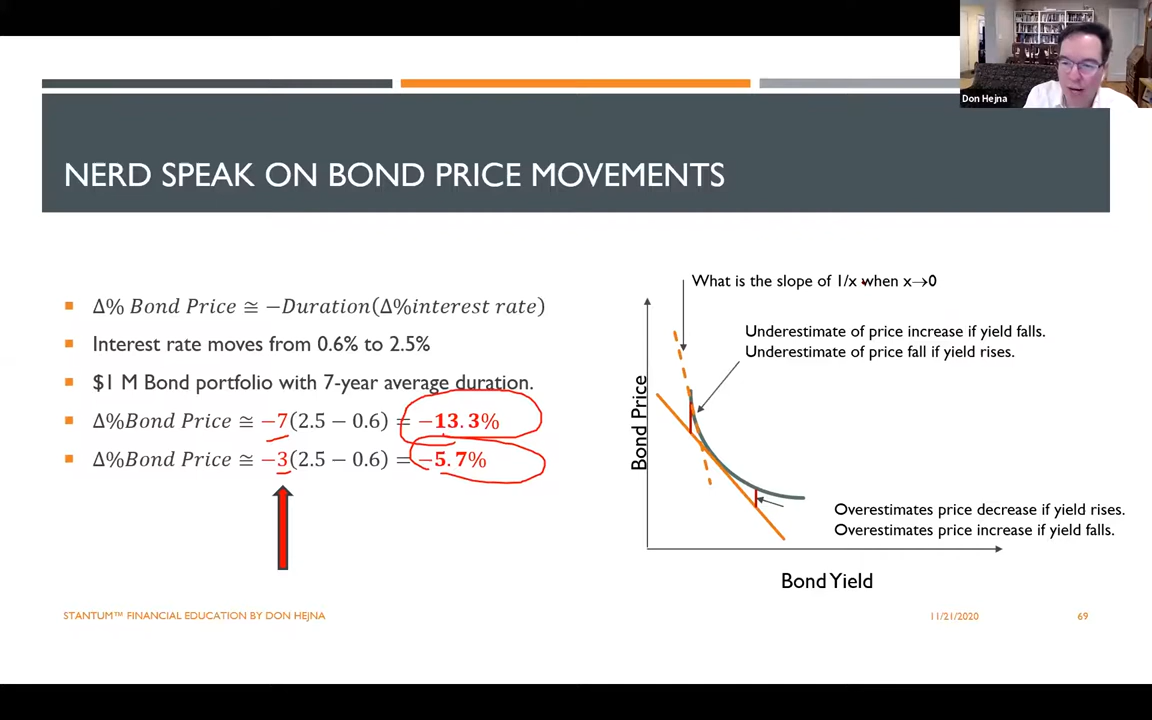 Don Hejna
NERD SPEAK ON BOND PRICE MOVEMENTS
Δ% Bond Price ≅ −Duration(Δ%interest rate)
Interest rate moves from 0.6% to 2.5%
$1 M Bond portfolio with 7-year average duration.
Δ%Bond Price ≅ −7(2.5 − 0.6) = −13.3%
Δ%Bond Price ≅ −3(2.5 − 0.6) = −5.7%
What is the slope of 1/x when x→0
Underestimate of price increase if yield falls.
Underestimate of price fall if yield rises.
Bond Price
Overestimates price decrease if yield rises.
Overestimates price increase if yield falls.
Bond Yield
STANTUM™ FINANCIAL EDUCATION BY DON HEJNA
11/21/2020
69